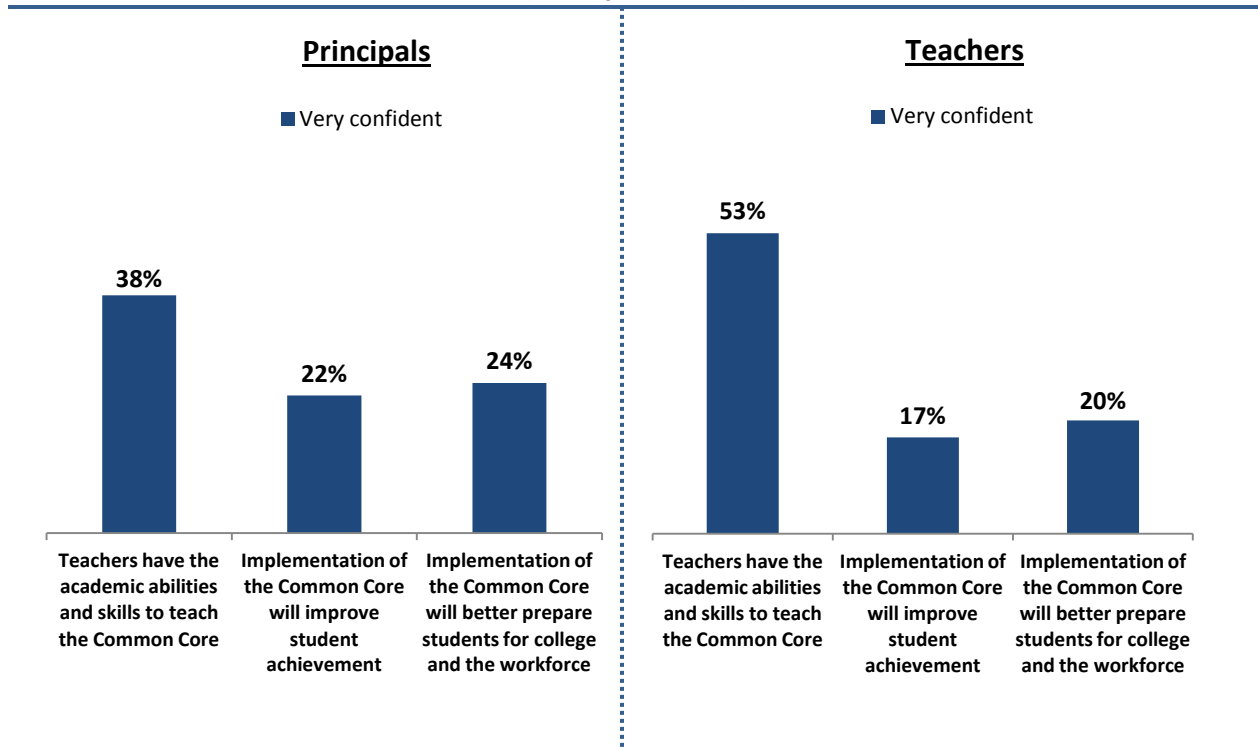 Principals
Very confident
38%
22%
24%
Teachers have the
academic abilities
and skills to teach
the Common Core
Implementation of
the Common Core
will improve
student
achievement
Implementation of
the Common Core
will better prepare
students for college
and the workforce
Teachers
Very confident
53%
17%
20%
Teachers have the
academic abilities
and skills to teach
the Common Core
Implementation of
the Common Core
will improve
student
achievement
Implementation of
the Common Core
will better prepare
students for college
and the workforce